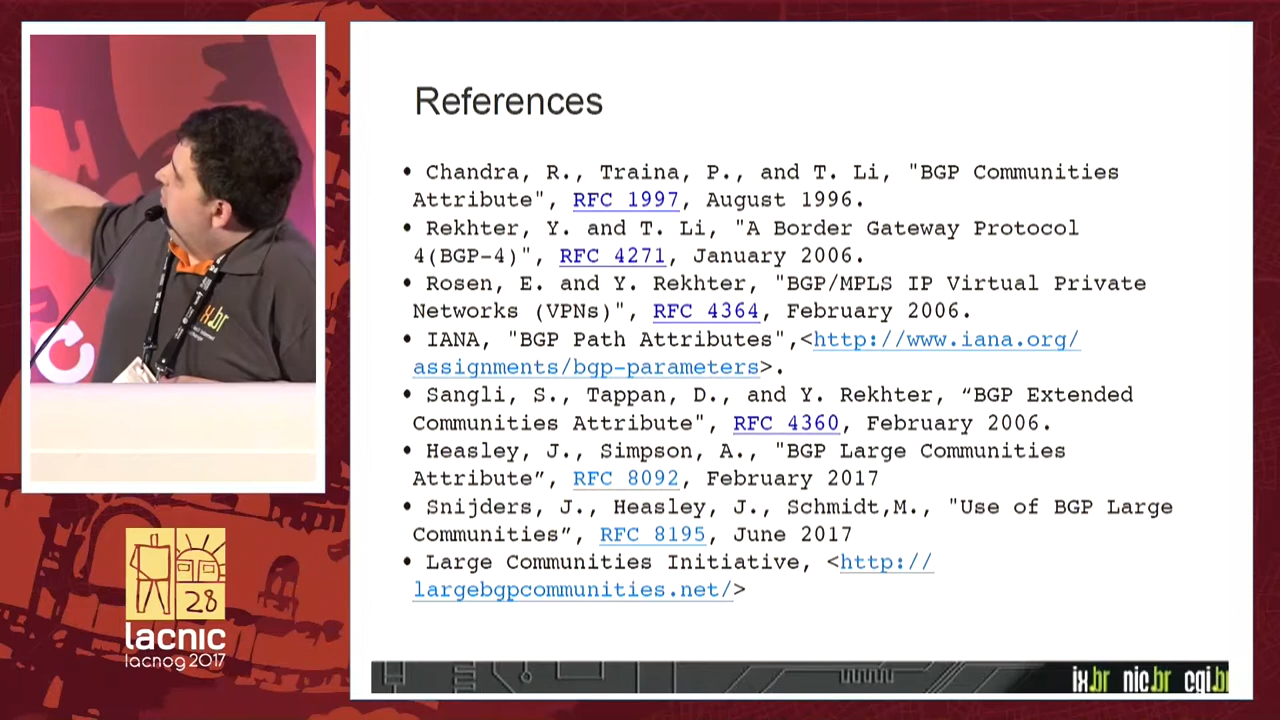 References
• Chandra, R., Traina, P., and T. Li, "BGP Communities
Attribute", RFC 1997, August 1996.
• Rekhter, Y. and T. Li, "A Border Gateway Protocol
4(BGP-4)", RFC 4271, January 2006.
• Rosen, E. and Y. Rekhter, "BGP/MPLS IP Virtual Private
Networks (VPNs)", RFC 4364, February 2006.
• IANA, "BGP Path Attributes",<http://www.iana.org/
assignments/bgp-parameters>.
• Sangli, S., Tappan, D., and Y. Rekhter, “BGP Extended
Communities Attribute", RFC 4360, February 2006.
• Heasley, J., Simpson, A., "BGP Large Communities
Attribute”, RFC 8092, February 2017
• Snijders, J., Heasley, J., Schmidt,M., "Use of BGP Large
Communities”, RFC 8195, June 2017
• Large Communities Initiative, <http://
largebgpcommunities.net/>
ix.br nic.br cgi.br
ix.br
28
lacnic
lacnog 2017